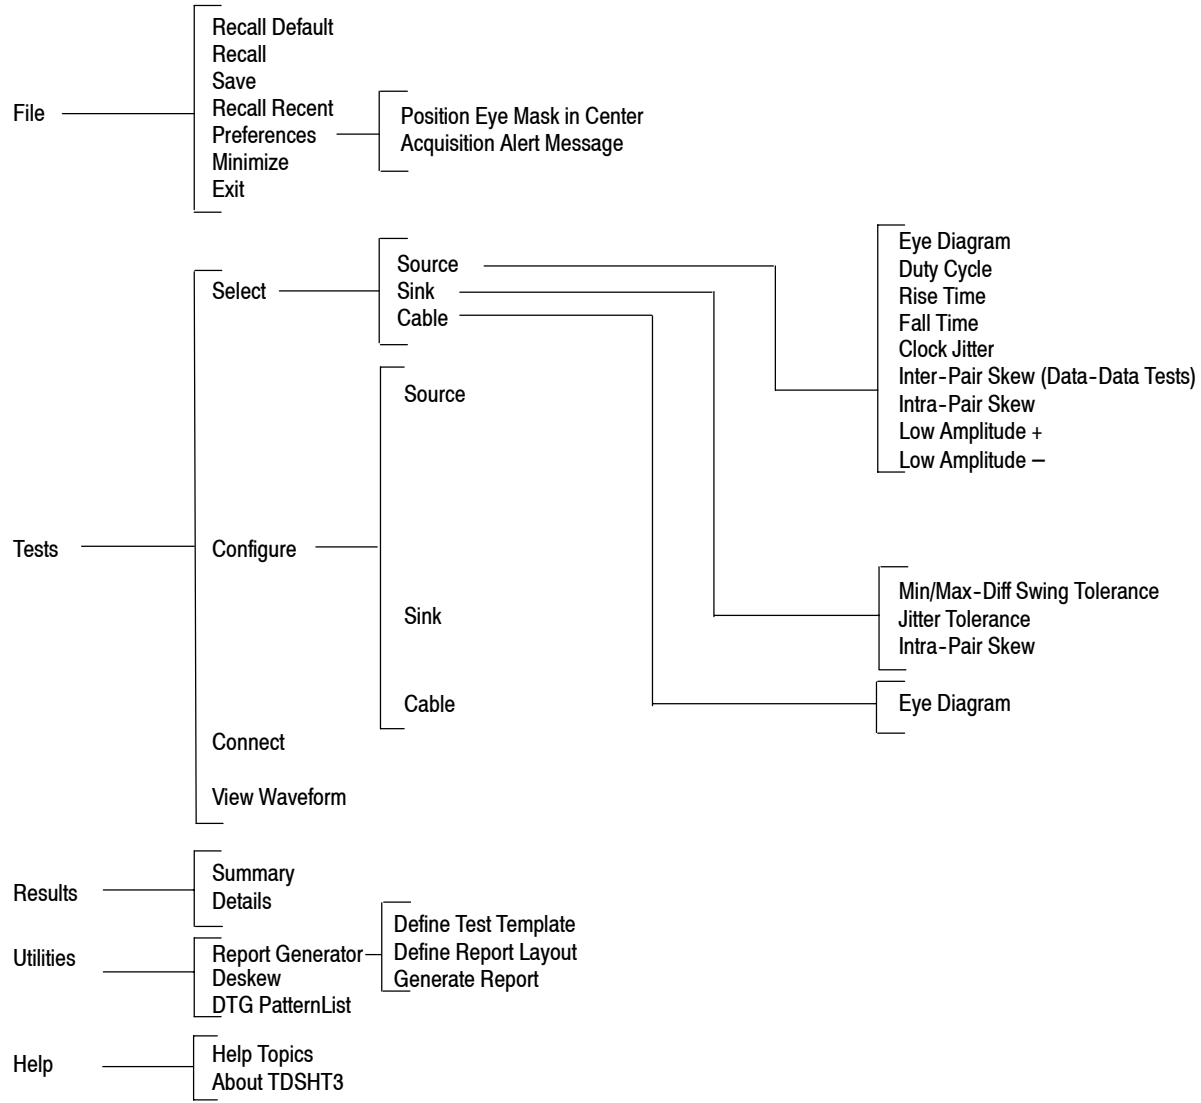 File
Recall Default
Recall
Save
Recall Recent
Preferences
Minimize
Exit
Position Eye Mask in Center
Acquisition Alert Message
Tests
Select
Source
Sink
Cable
Eye Diagram
Duty Cycle
Rise Time
Fall Time
Clock Jitter
Inter-Pair Skew (Data-Data Tests)
Intra-Pair Skew
Low Amplitude +
Low Amplitude –
Min/Max-Diff Swing Tolerance
Jitter Tolerance
Intra-Pair Skew
Eye Diagram
Configure
Source
Sink
Cable
Connect
View Waveform
Results
Summary
Details
Utilities
Report Generator
Deskew
DTG PatternList
Define Test Template
Define Report Layout
Generate Report
Help
Help Topics
About TDSHT3